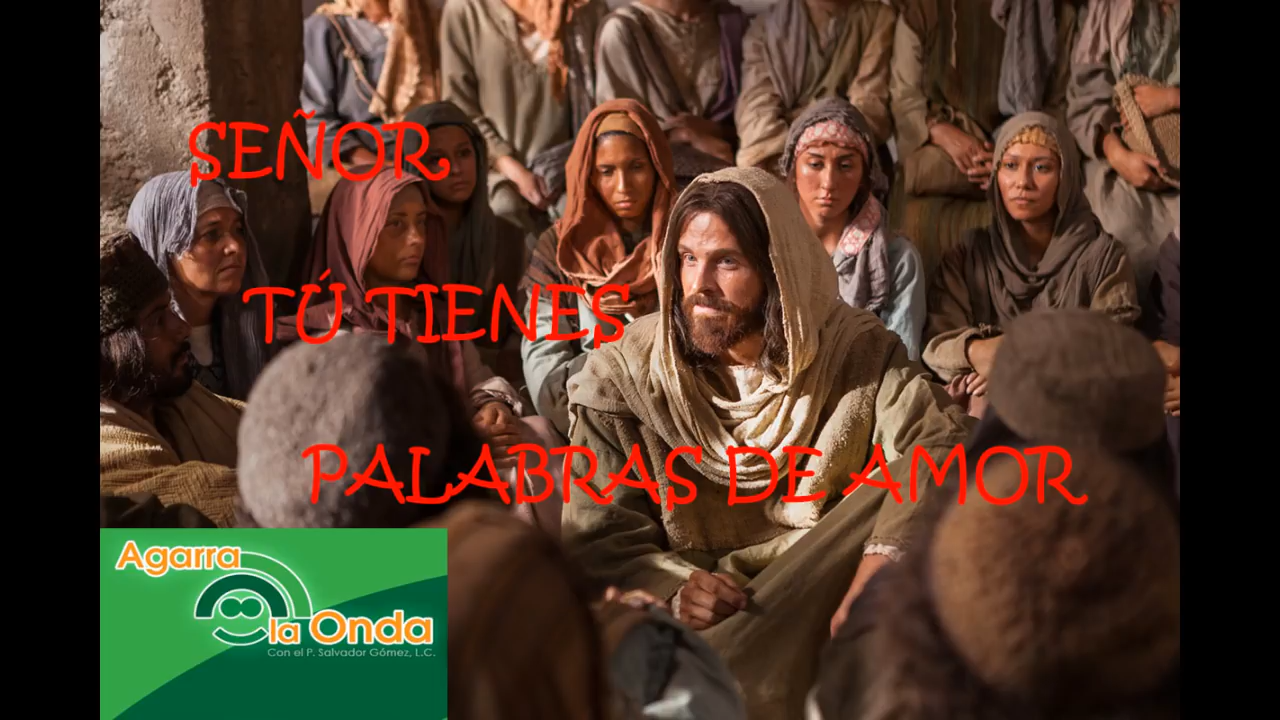 SEÑOR
TÚ TIENES
PALABRAS DE AMOR
Agarra
la Onda
Con el P. Salvador Gómez, L.C.